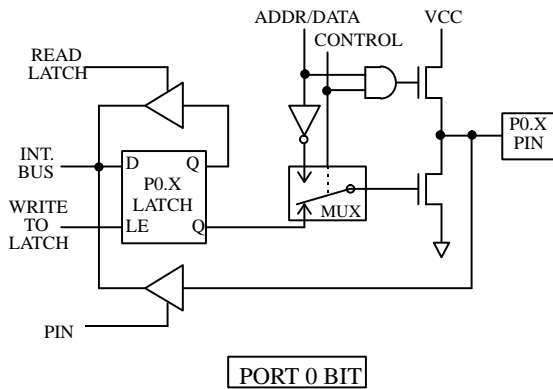 ADDR/DATA
VCC
CONTROL
READ
LATCH
P0.X
PIN
INT.
BUS
D
Q
P0.X
LATCH
WRITE
TO
LATCH
LE
Q
MUX
PIN
PORT 0 BIT